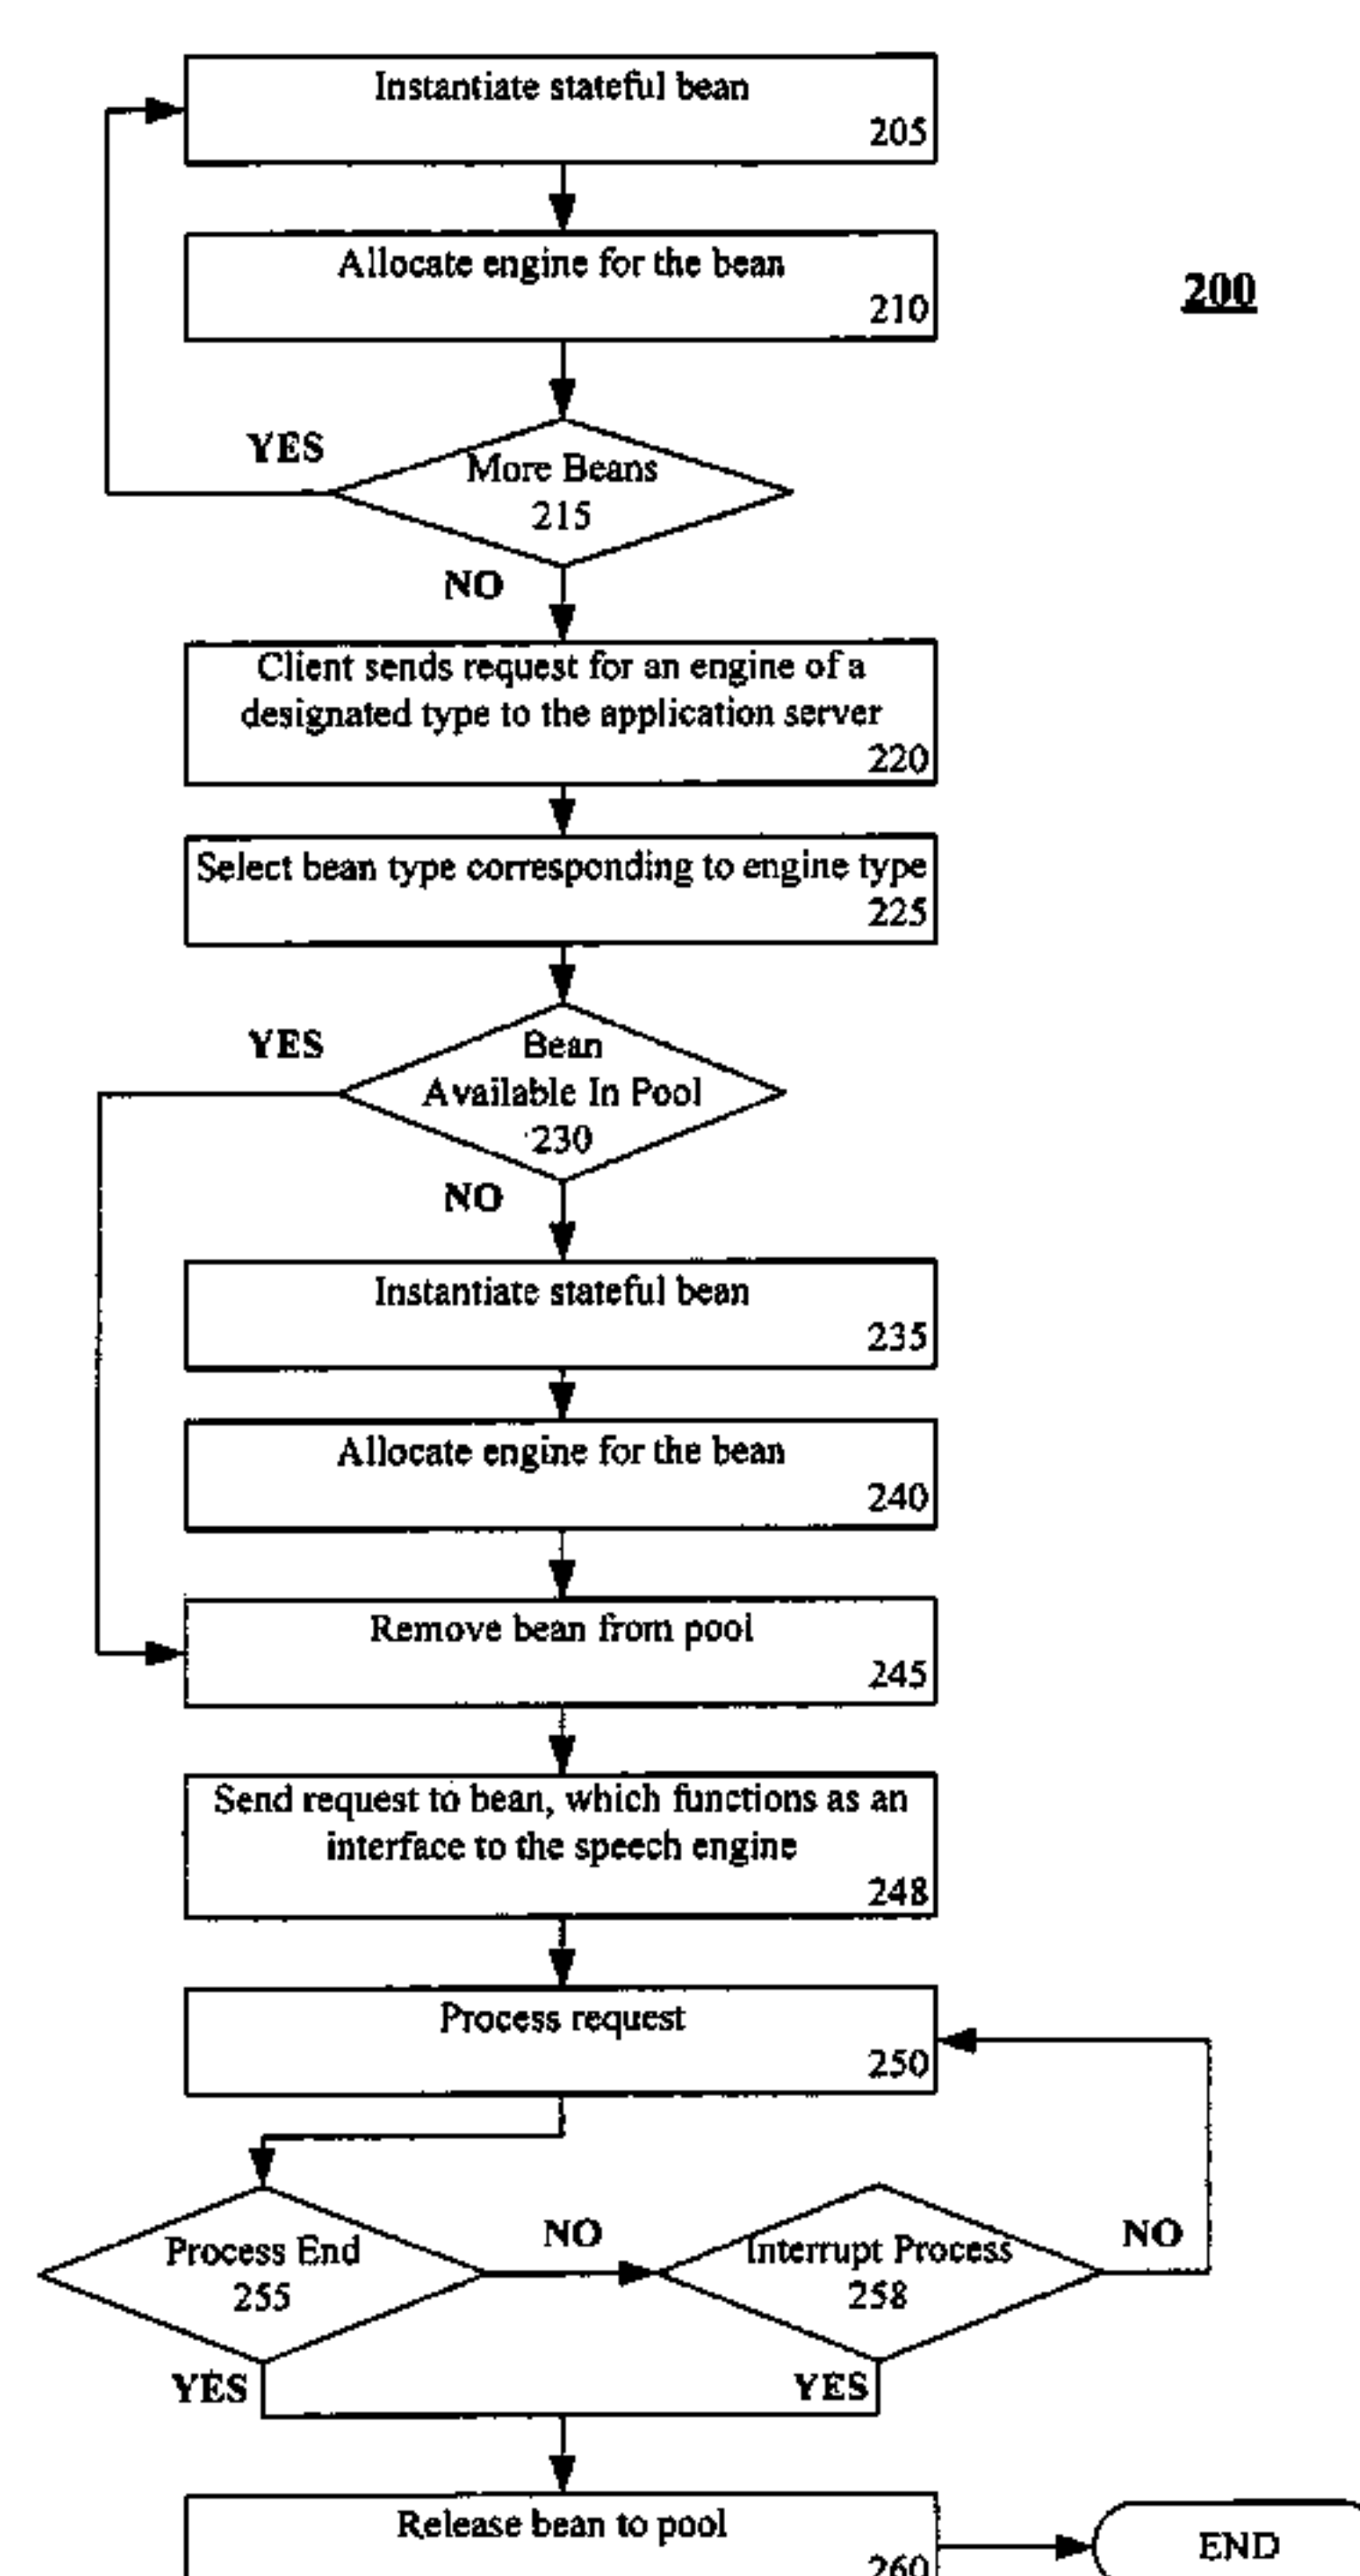 Instantiate stateful bean
205
Allocate engine for the bean
210
200
YES
More Beans
215
NO
Client sends request for an engine of a
designated type to the application server
220
Select bean type corresponding to engine type
225
YES
Bean
Available In Pool
230
NO
Instantiate stateful bean
235
Allocate engine for the bean
240
Remove bean from pool
245
Send request to bean, which functions as an
interface to the speech engine
248
Process request
250
Process End
255
NO
Interrupt Process
258
NO
YES
YES
Release bean to pool
260
END